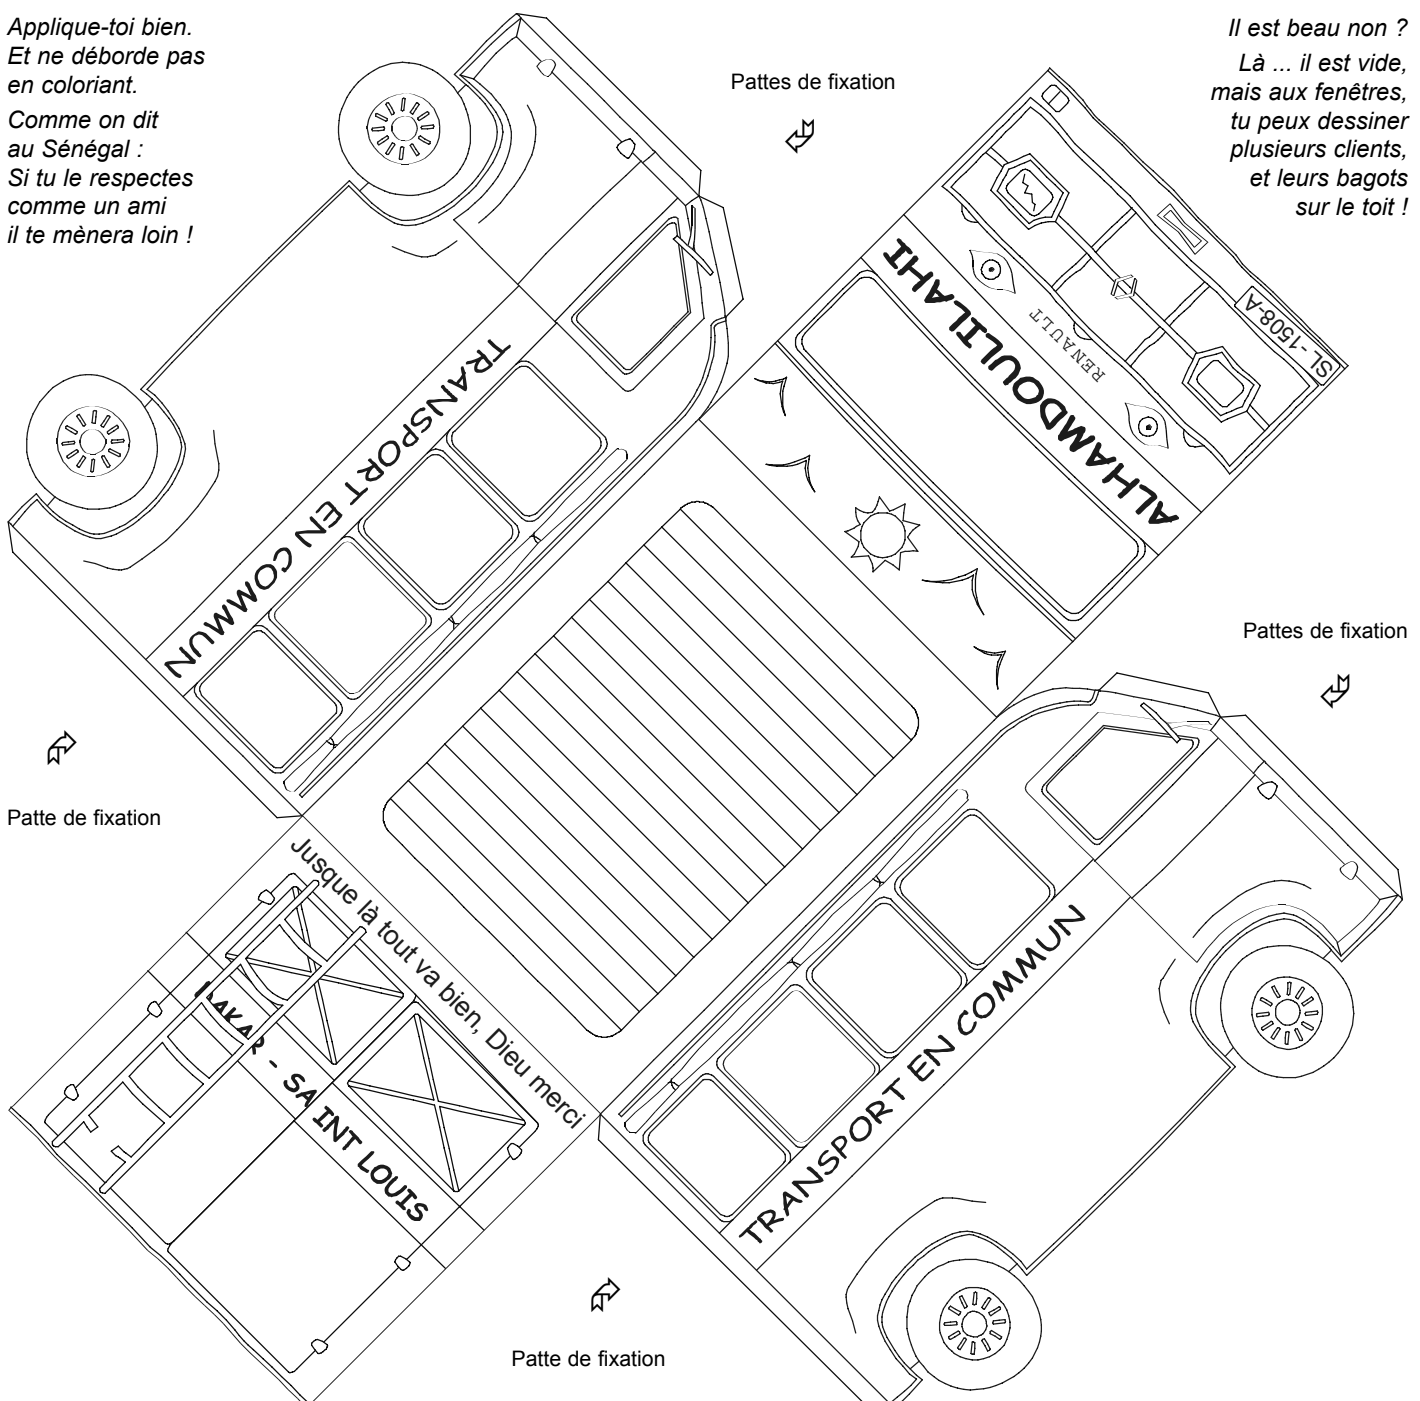 Applique-toi bien.
Et ne déborde pas
en coloriant.
Comme on dit
au Sénégal :
Si tu le respectes
comme un ami
il te mènera loin !
Pattes de fixation
Il est beau non ?
Là ... il est vide,
mais aux fenêtres,
tu peux dessiner
plusieurs clients,
et leurs bagots
sur le toit !
SL -1508-A
RENAULT
ALHAMDOULILAHI
TRANSPORT EN COMMUN
Pattes de fixation
Patte de fixation
Jusque là tout va bien, Dieu merci
DAKAR - SAINT LOUIS
TRANSPORT EN COMMUN
Patte de fixation